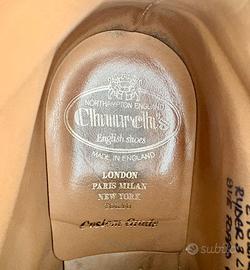 NORTHAMPTON ENGLAND
Church's
English shoes
MADE IN ENGLAND
LONDON
PARIS MILAN
NEW YORK
Custom Grade
subito